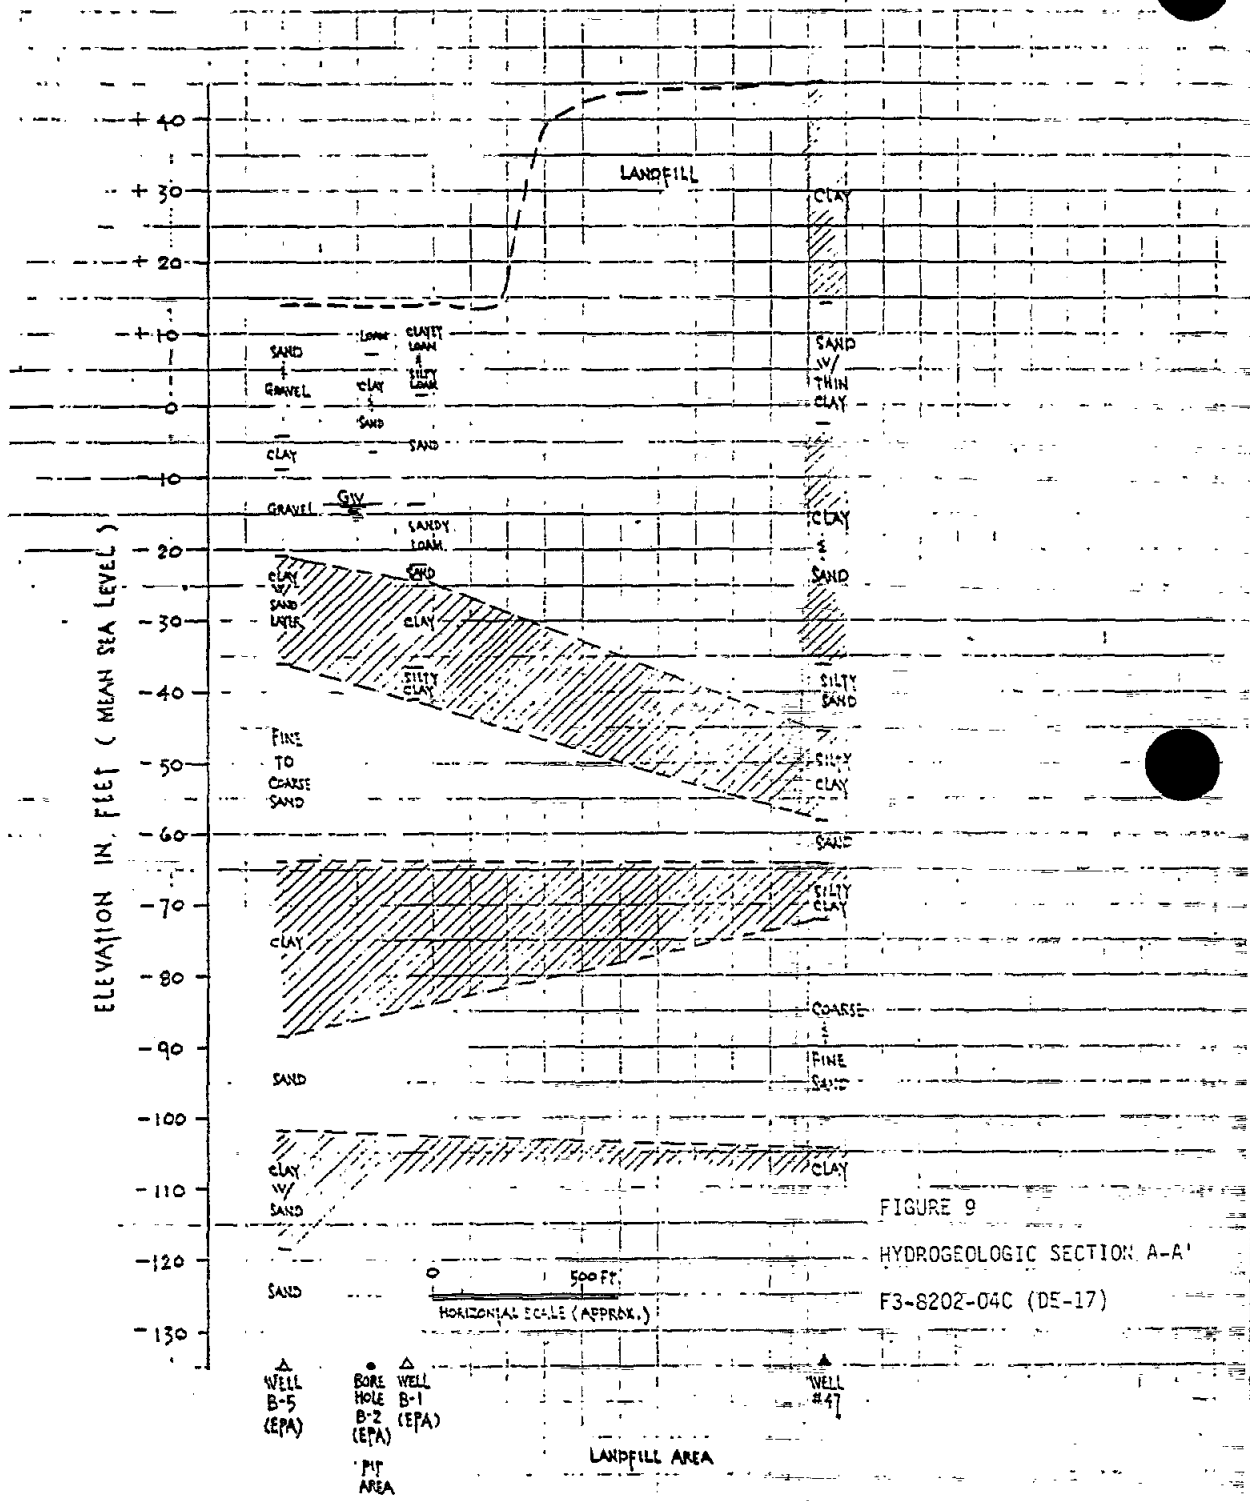 + 40
+ 30
+ 20
+10
0
-10
-20
-30
-40
-50
-60
-70
-80
-90
-100
-110
-120
-130
ELEVATION IN FEET ( MEAN SEA LEVEL )
LANDFILL
SAND
&
GRAVEL
CLAY
GRAVEL
CLAY
W/
SAND
LAYER
FINE
TO
COARSE
SAND
CLAY
SAND
CLAY
W/
SAND
SAND
LOAM
CLAY
&
SAND
GW
CLAYEY
LOAM
&
SILTY
LOAM
SAND
SANDY
LOAM
SAND
CLAY
SILTY
CLAY
CLAY
SAND
W/
THIN
CLAY
CLAY
&
SAND
SILTY
SAND
SILTY
CLAY
SAND
SILTY
CLAY
COARSE
&
FINE
SAND
CLAY
0 500 FT.
HORIZONTAL SCALE (APPROX.)
FIGURE 9
HYDROGEOLOGIC SECTION A-A'
F3-8202-04C (DE-17)
WELL
B-5
(EPA)
BORE
HOLE
B-2
(EPA)
PIT
AREA
WELL
B-1
(EPA)
WELL
#47
LANDFILL AREA